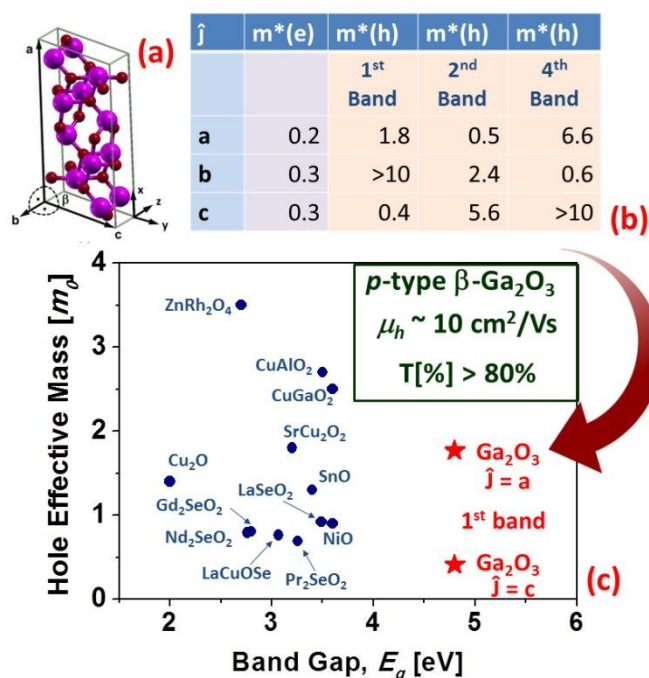 (a)
a
b
β
c
x
z
y
ĵ m*(e) m*(h) m*(h) m*(h)
1st Band 2nd Band 4th Band
a 0.2 1.8 0.5 6.6
b 0.3 >10 2.4 0.6
c 0.3 0.4 5.6 >10
(b)
Hole Effective Mass [m0]
4
3
2
1
0
ZnRh2O4
CuAlO2
CuGaO2
SrCu2O2
Cu2O
SnO
LaSeO2
Gd2SeO2
Nd2SeO2
NiO
LaCuOSe
Pr2SeO2
p-type β-Ga2O3
μh ~ 10 cm2/Vs
T[%] > 80%
Ga2O3
ĵ = a
1st band
Ga2O3
ĵ = c
(c)
2 3 4 5 6
Band Gap, Eg [eV]